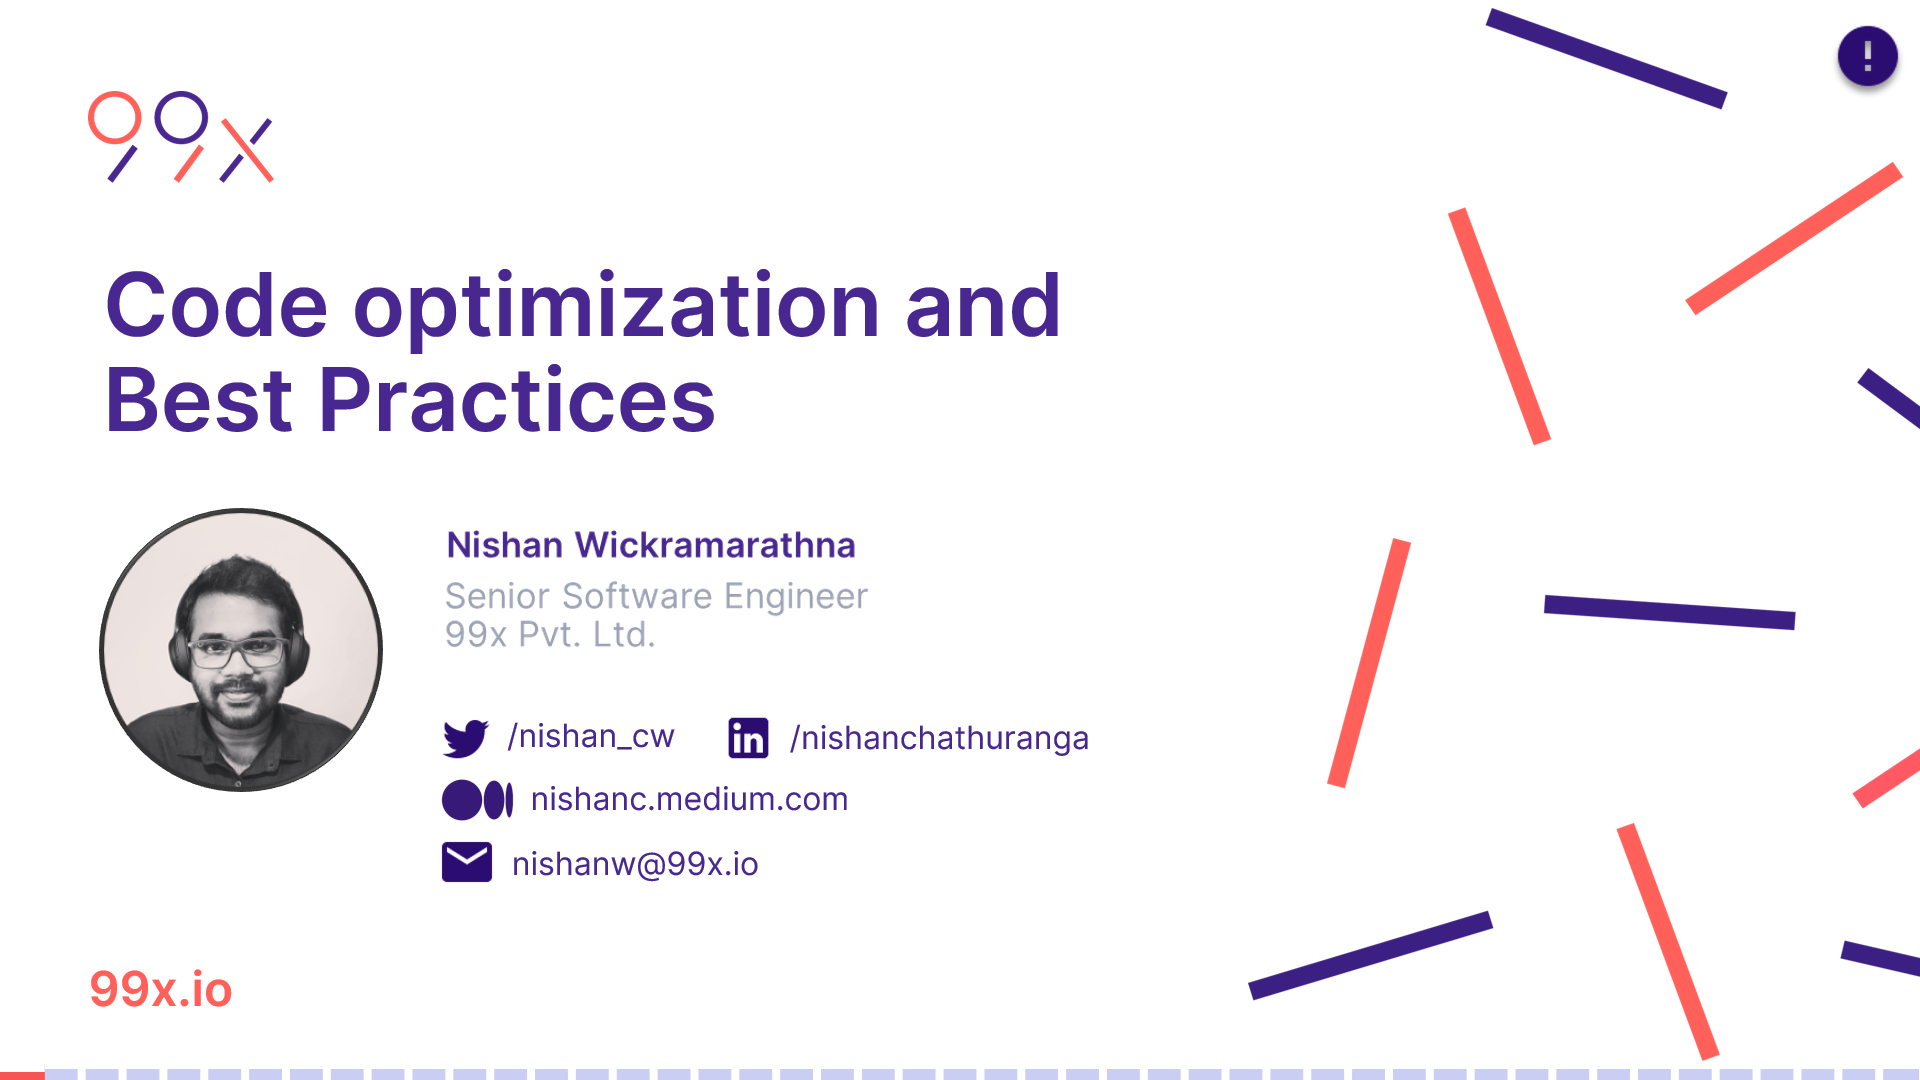 99x
Code optimization and
Best Practices
Nishan Wickramarathna
Senior Software Engineer
99x Pvt. Ltd.
/nishan_cw
/nishanchathuranga
nishanc.medium.com
nishanw@99x.io
99x.io